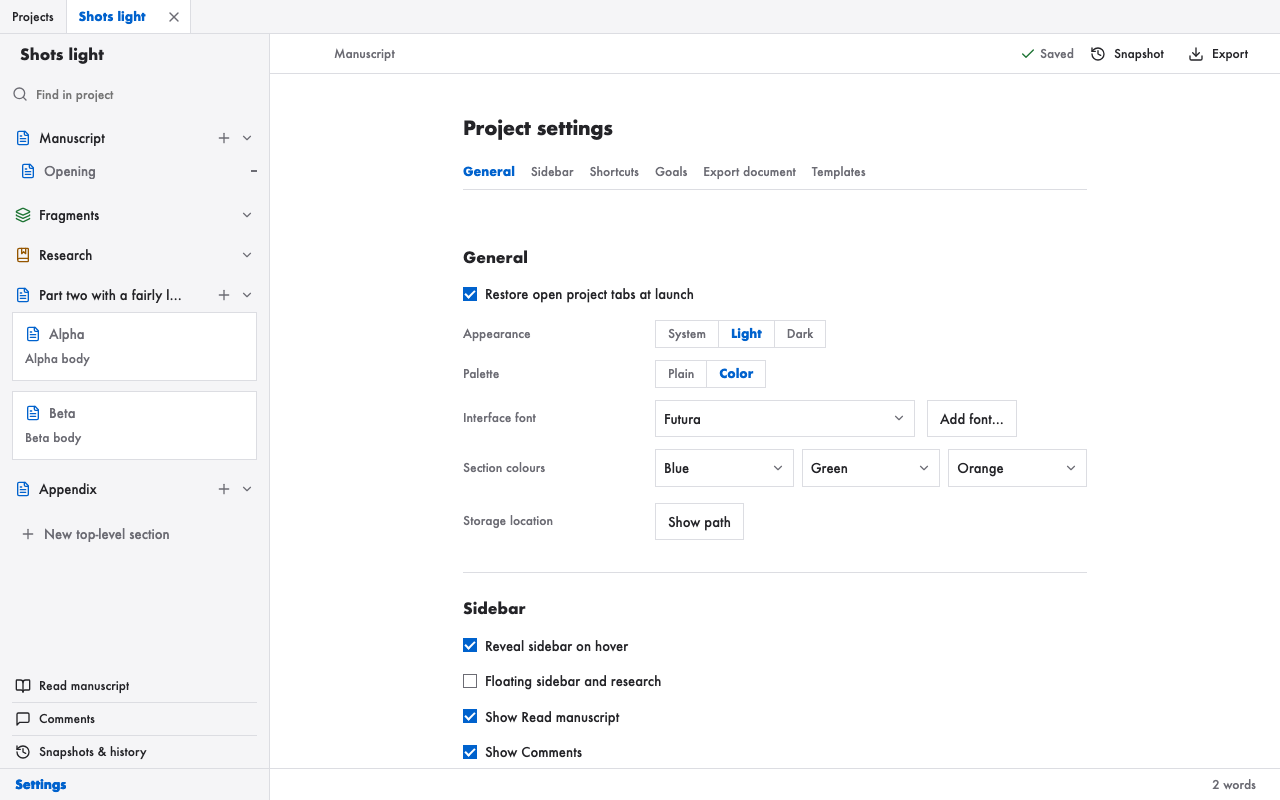 Projects
Shots light
Shots light
Find in project
Manuscript
Opening
Fragments
Research
Part two with a fairly l...
Alpha
Alpha body
Beta
Beta body
Appendix
New top-level section
Read manuscript
Comments
Snapshots & history
Settings
Manuscript
Saved
Snapshot
Export
Project settings
General Sidebar Shortcuts Goals Export document Templates
General
Restore open project tabs at launch
Appearance System Light Dark
Palette Plain Color
Interface font Futura Add font...
Section colours Blue Green Orange
Storage location Show path
Sidebar
Reveal sidebar on hover
Floating sidebar and research
Show Read manuscript
Show Comments
2 words